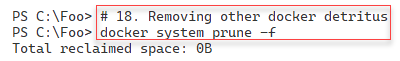 PS C:\Foo> # 18. Removing other docker detritus
PS C:\Foo> docker system prune -f
Total reclaimed space: 0B